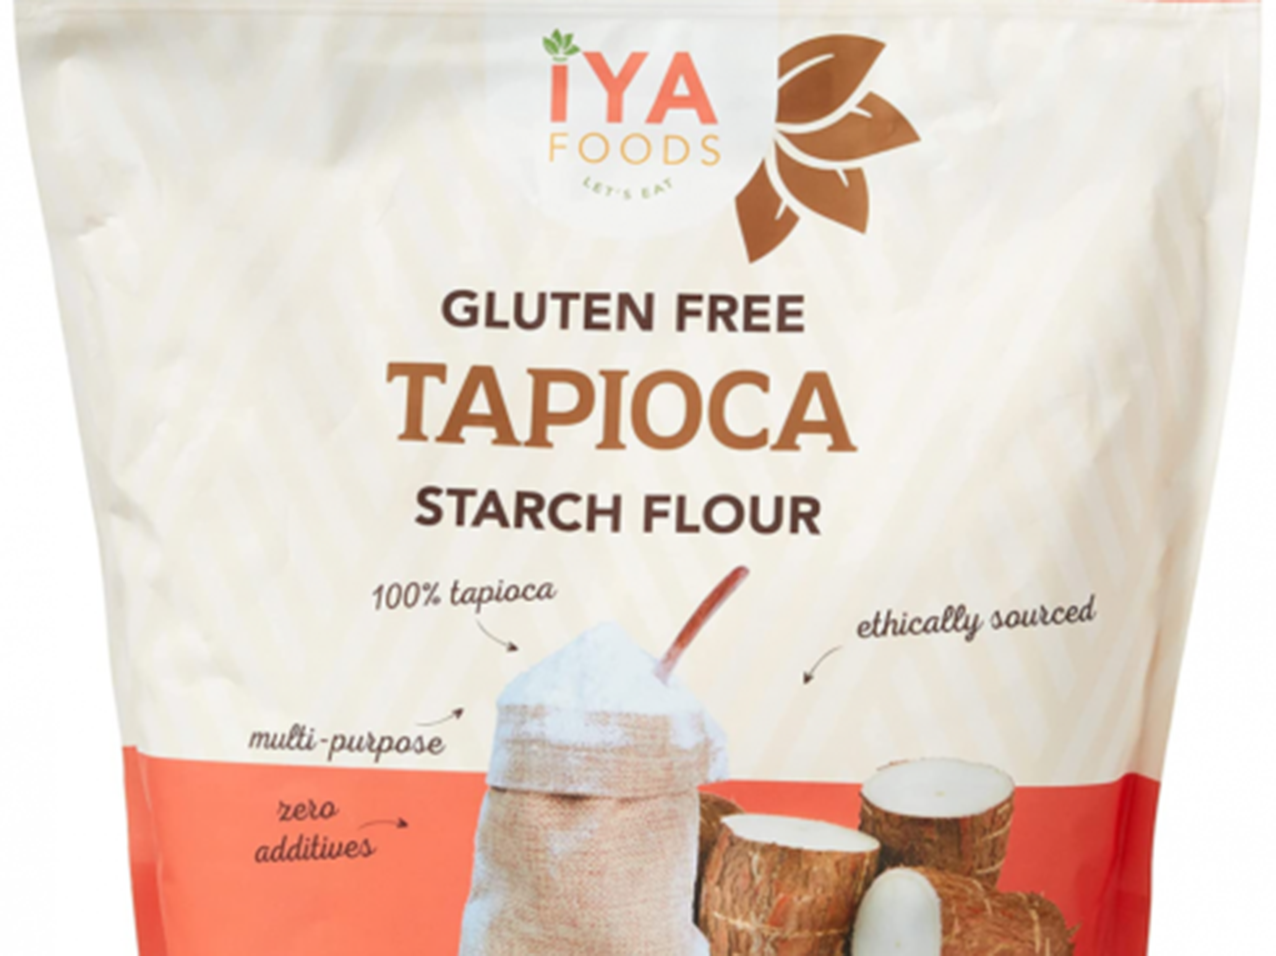 iYA
FOODS
LET'S EAT
GLUTEN FREE
TAPIOCA
STARCH FLOUR
100% tapioca
ethically sourced
multi-purpose
zero
additives